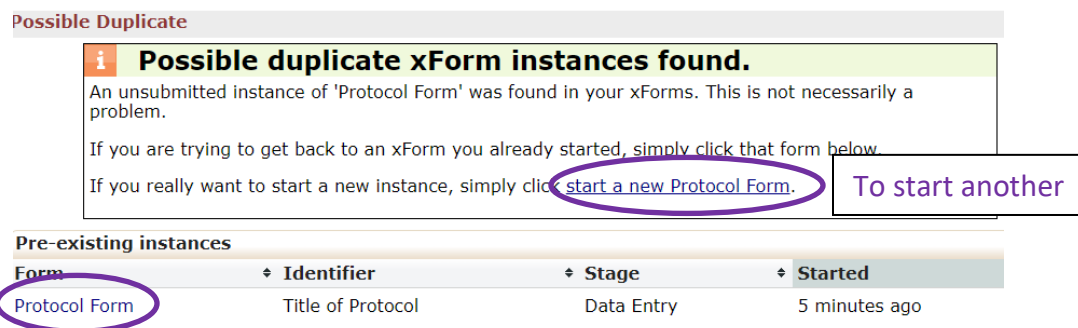 Possible Duplicate
i Possible duplicate xForm instances found.
An unsubmitted instance of 'Protocol Form' was found in your xForms. This is not necessarily a
problem.
If you are trying to get back to an xForm you already started, simply click that form below.
If you really want to start a new instance, simply click start a new Protocol Form.
To start another
Pre-existing instances
Form Identifier Stage Started
Protocol Form Title of Protocol Data Entry 5 minutes ago